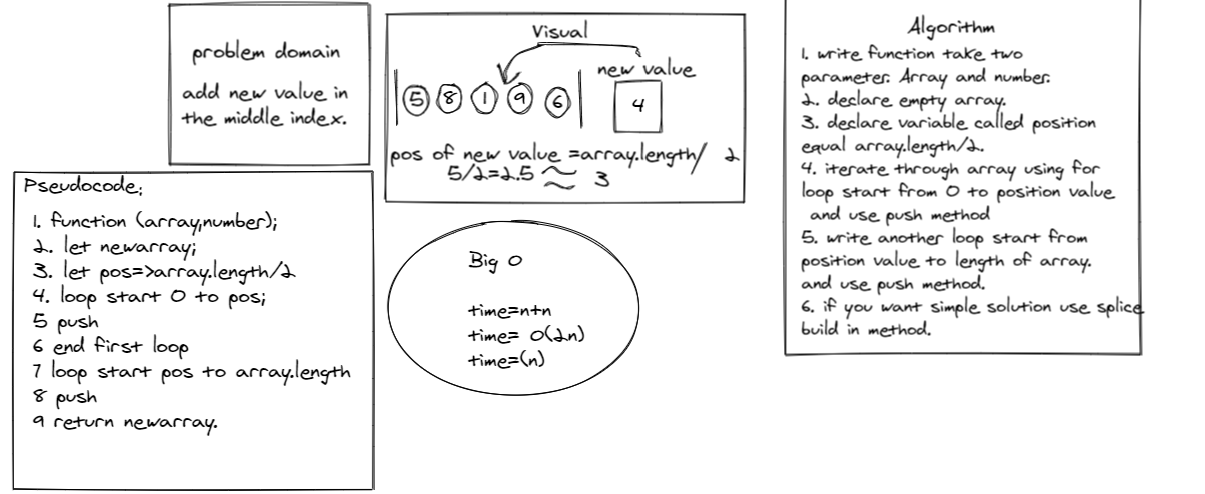 problem domain
add new value in
the middle index.
Visual
new value
5 8 1 9 6
4
pos of new value =array.length/ 2
5/2=2.5 ≈ 3
Algorithm
1. write function take two
parameter. Array and number.
2. declare empty array.
3. declare variable called position
equal array.length/2.
4. iterate through array using for
loop start from 0 to position value
and use push method
5. write another loop start from
position value to length of array.
and use push method.
6. if you want simple solution use splice
build in method.
Pseudocode;
1. function (array,number);
2. let newarray;
3. let pos=>array.length/2
4. loop start 0 to pos;
5 push
6 end first loop
7 loop start pos to array.length
8 push
9 return newarray.
Big O
time=n+n
time= O(2n)
time=(n)